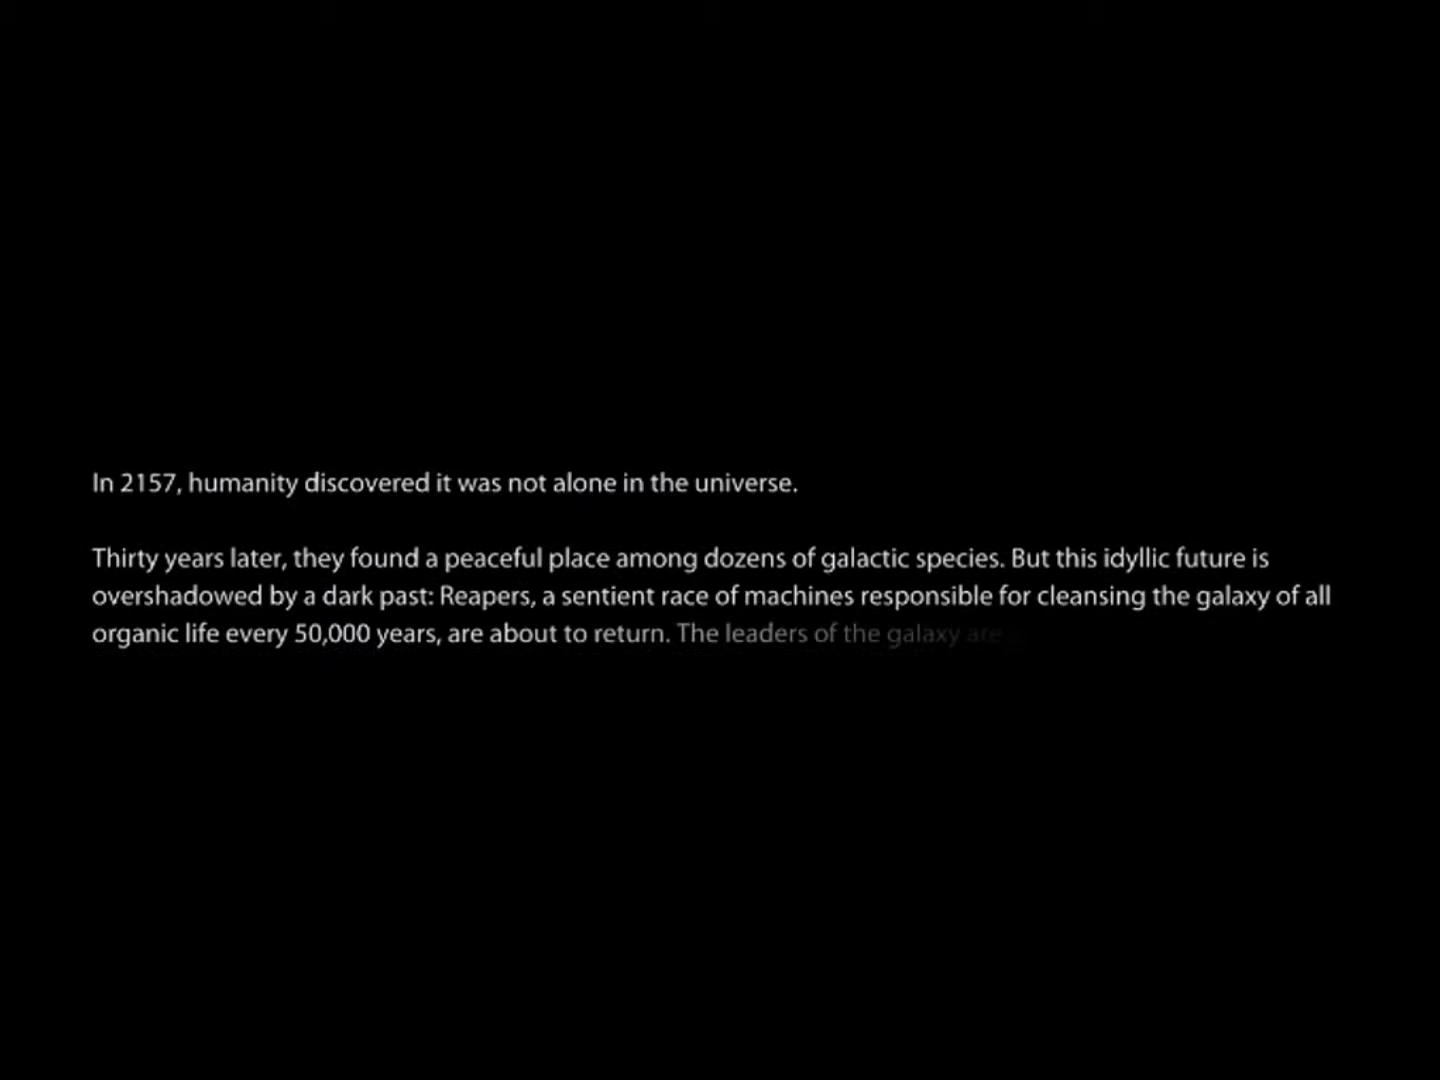 In 2157, humanity discovered it was not alone in the universe.
Thirty years later, they found a peaceful place among dozens of galactic species. But this idyllic future is
overshadowed by a dark past: Reapers, a sentient race of machines responsible for cleansing the galaxy of all
organic life every 50,000 years, are about to return. The leaders of the galaxy are